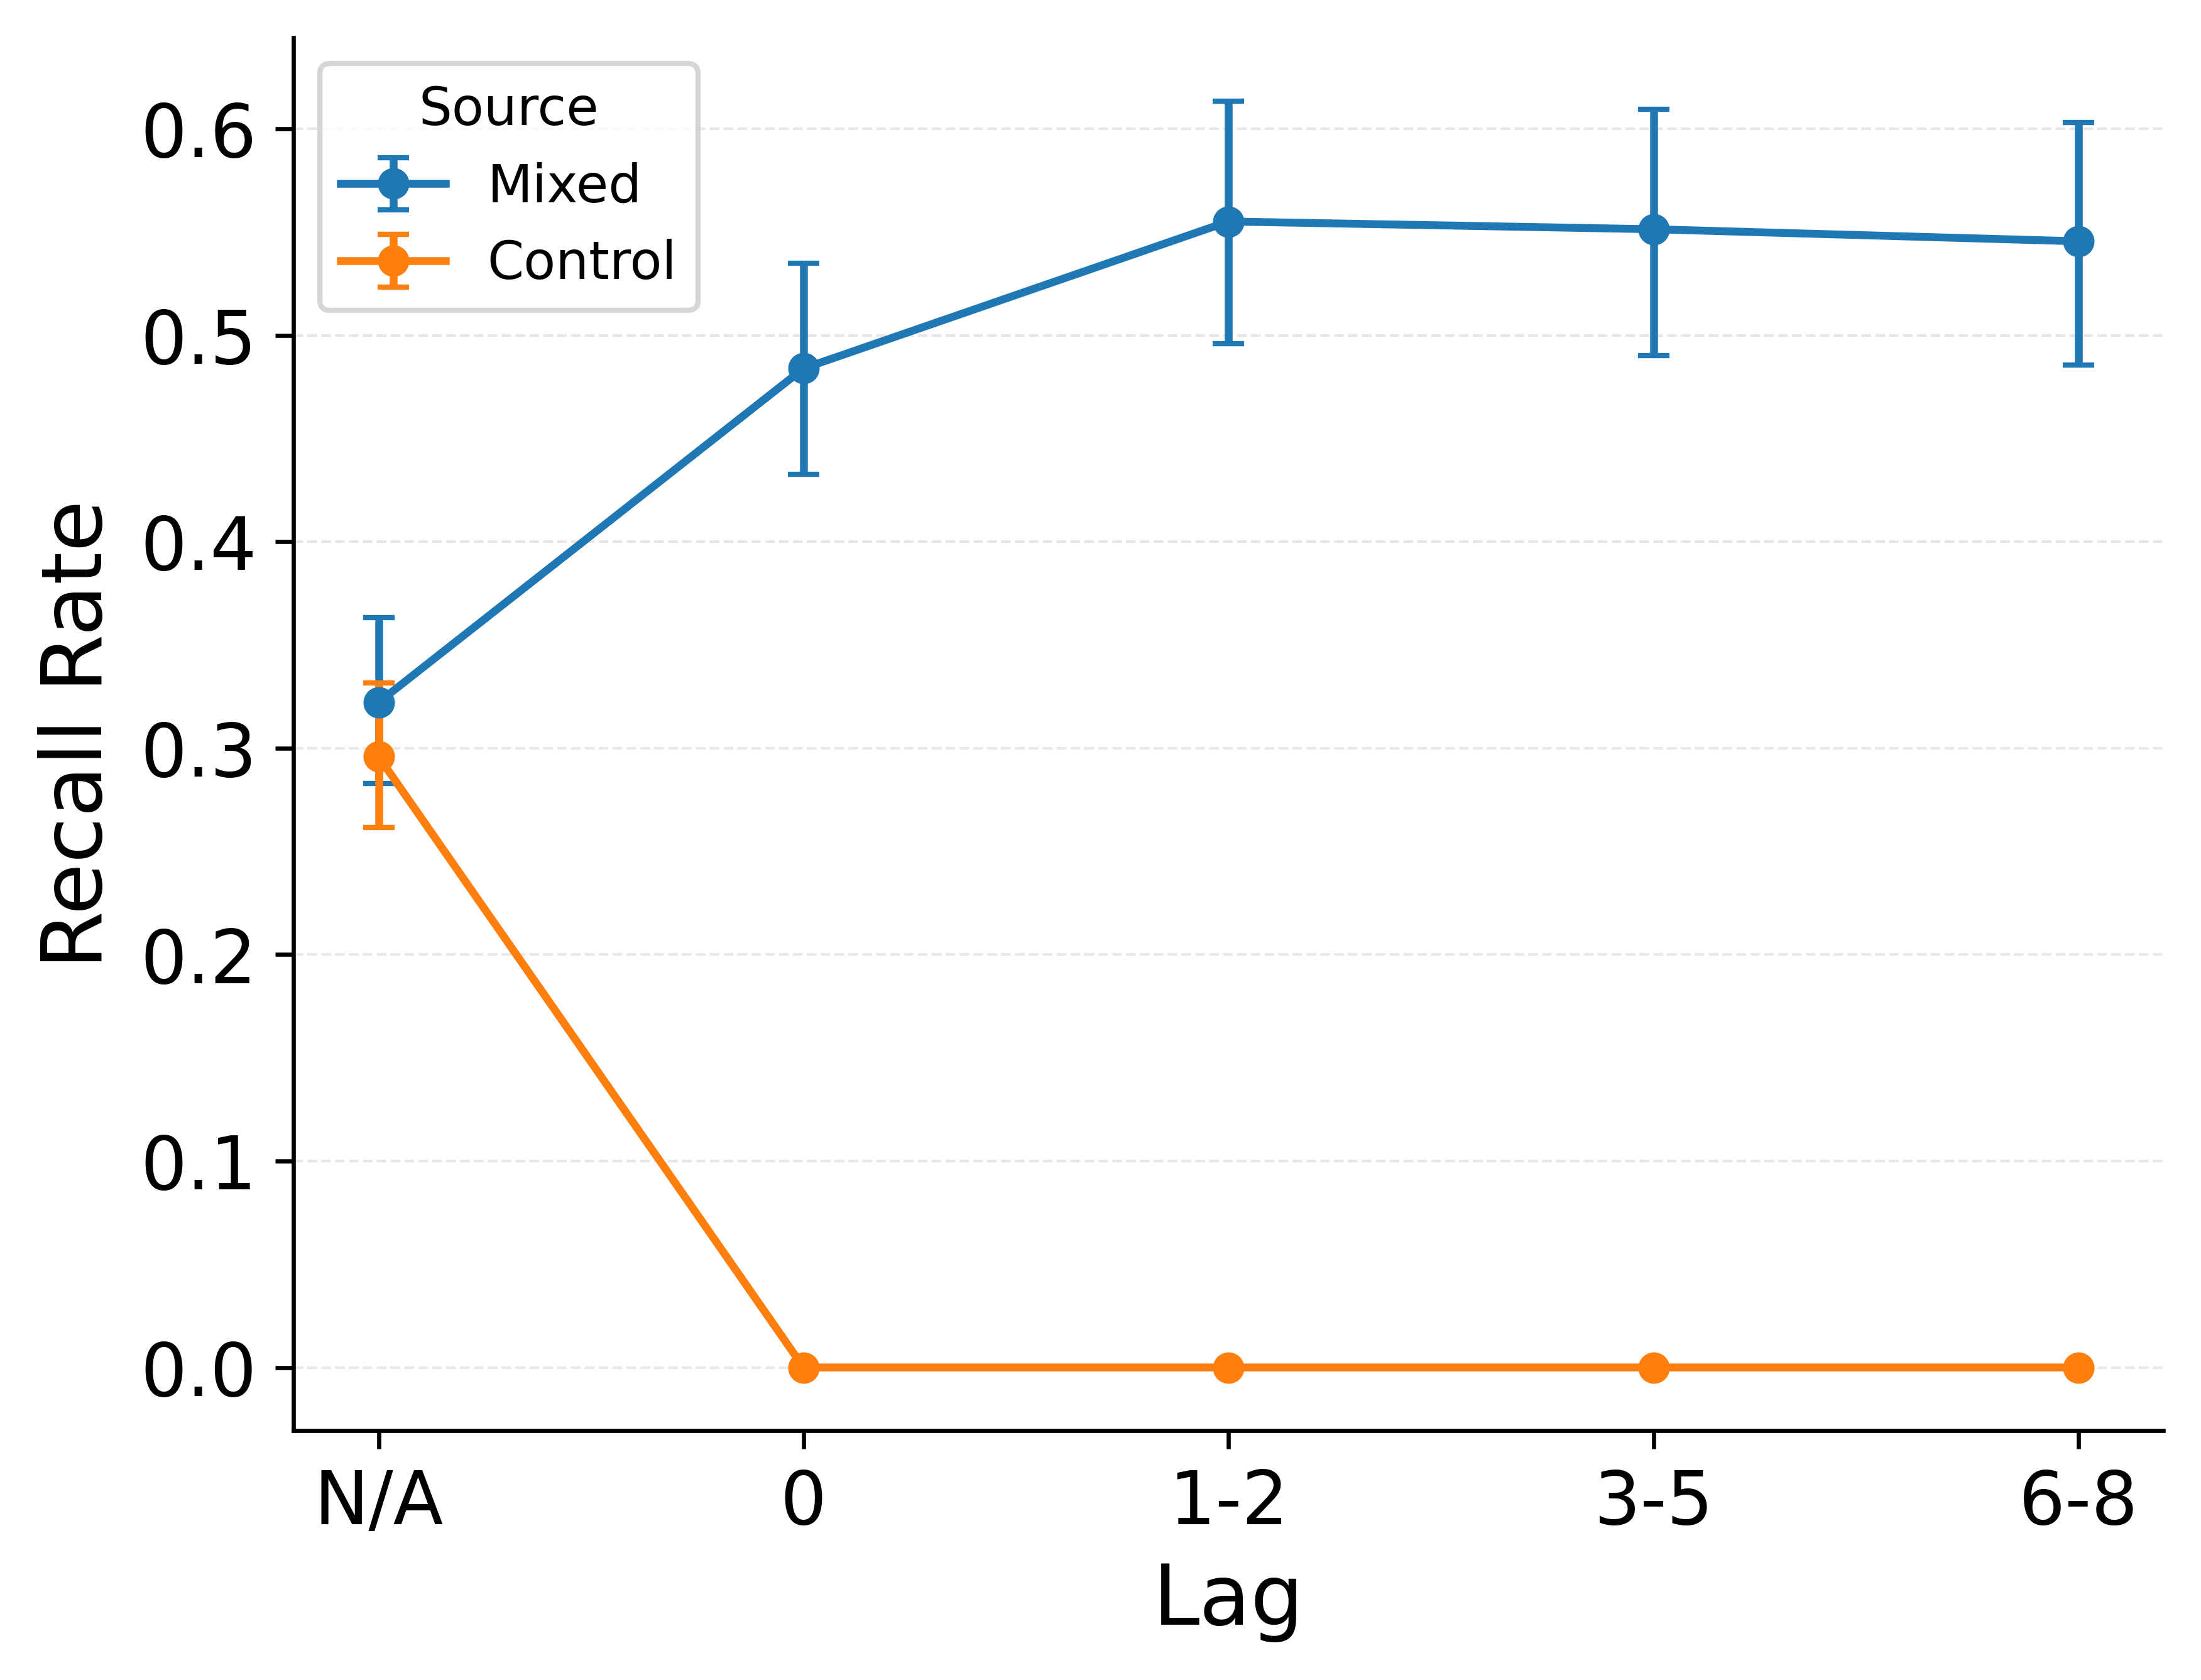 Source
Mixed
Control
Recall Rate
0.6
0.5
0.4
0.3
0.2
0.1
0.0
N/A 0 1-2 3-5 6-8
Lag